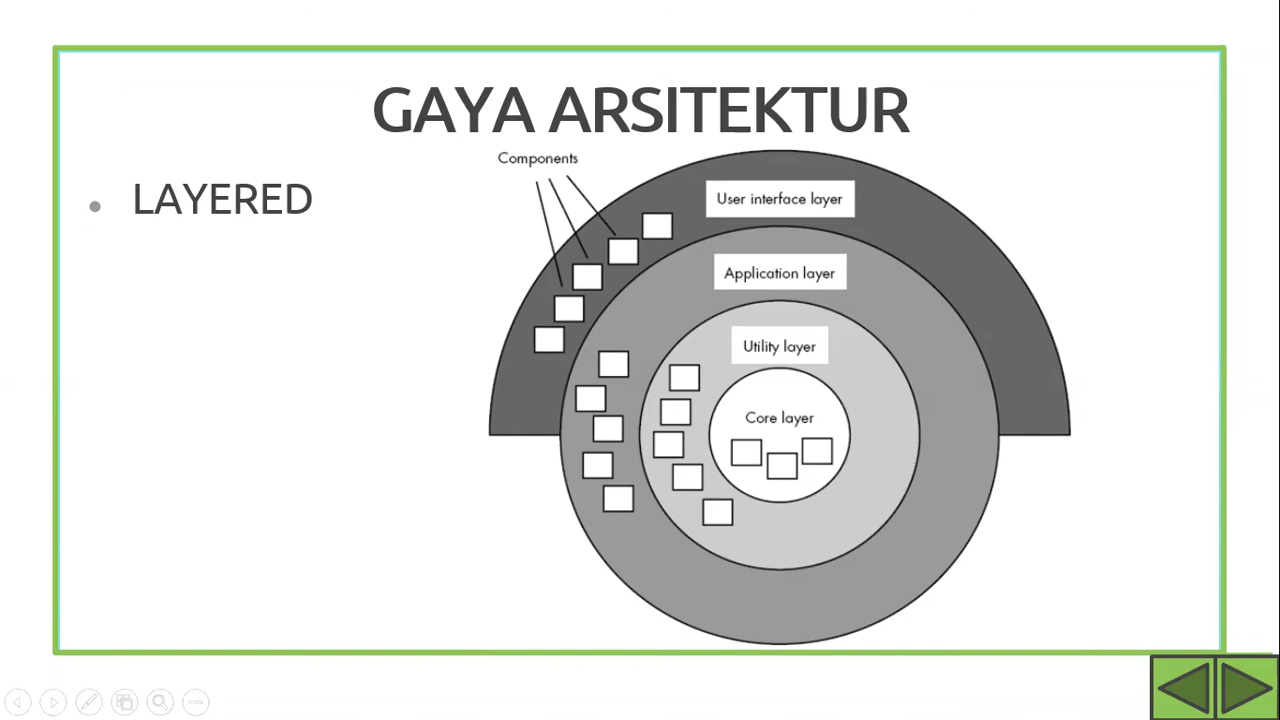 GAYA ARSITEKTUR
• LAYERED
Components
User interface layer
Application layer
Utility layer
Core layer